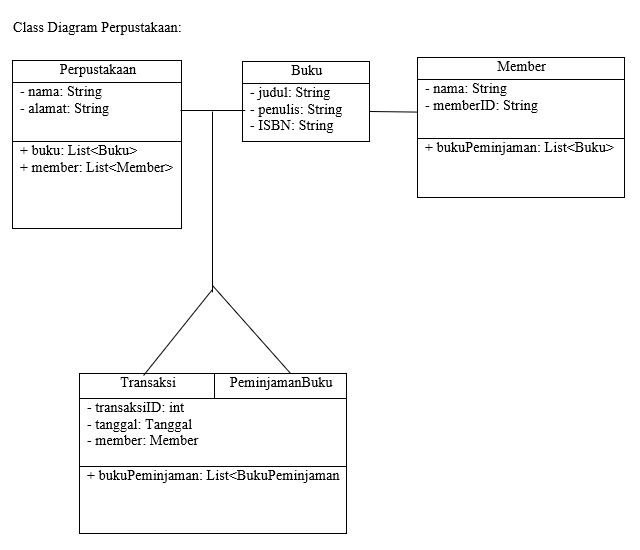 Class Diagram Perpustakaan:
Perpustakaan
- nama: String
- alamat: String
+ buku: List<Buku>
+ member: List<Member>
Buku
- judul: String
- penulis: String
- ISBN: String
Member
- nama: String
- memberID: String
+ bukuPeminjaman: List<Buku>
Transaksi
PeminjamanBuku
- transaksiID: int
- tanggal: Tanggal
- member: Member
+ bukuPeminjaman: List<BukuPeminjaman